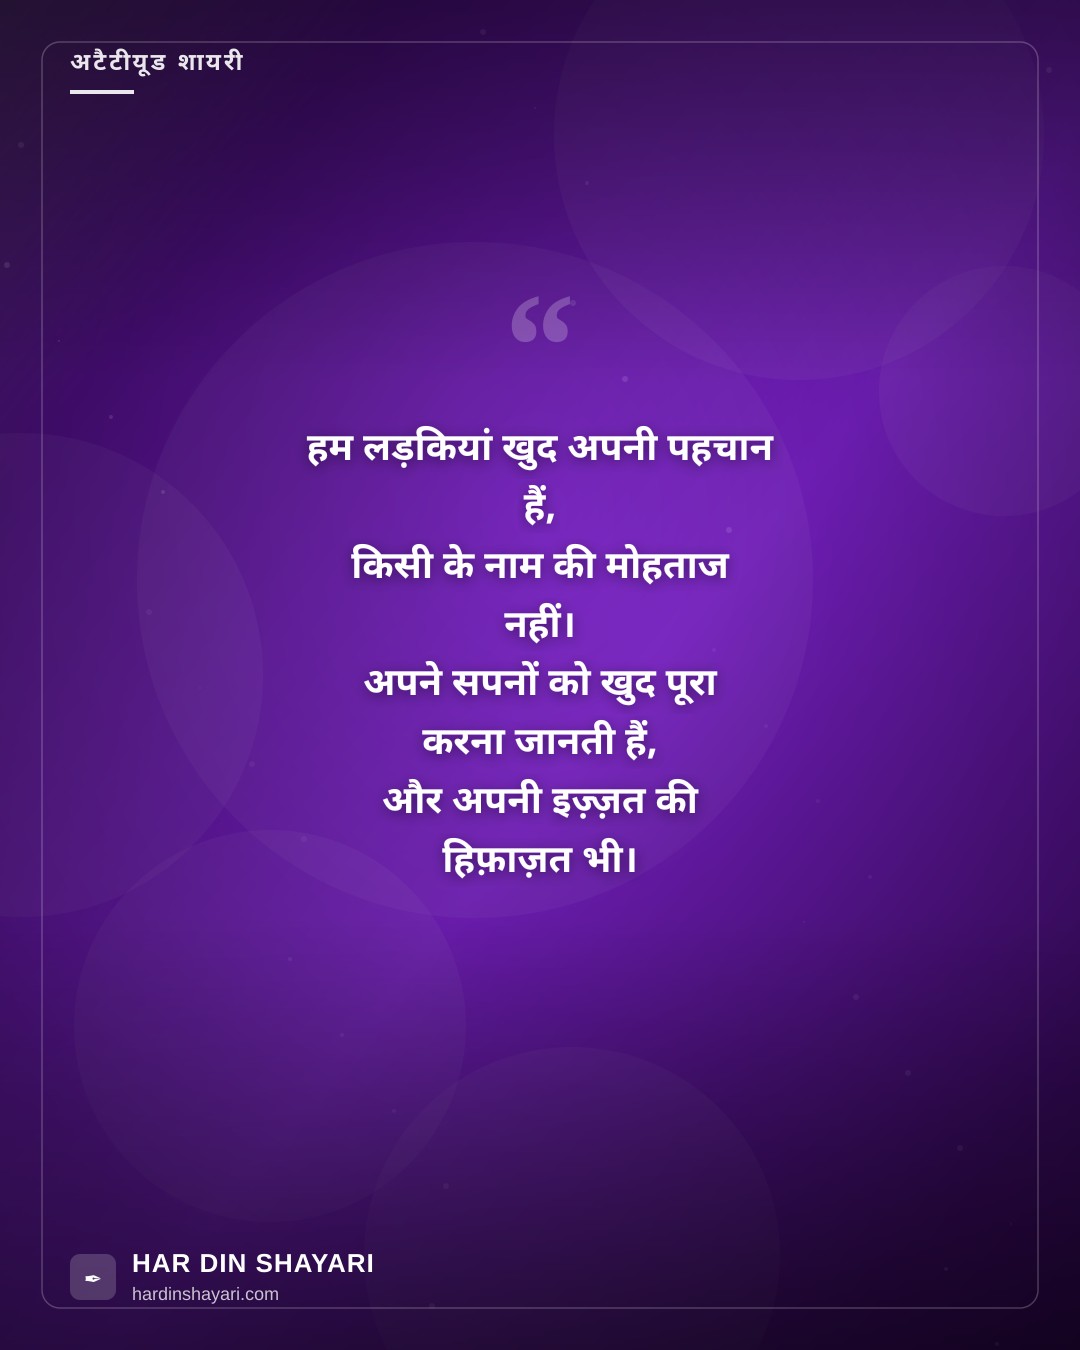 अटैटीयूड शायरी
“
हम लड़कियां खुद अपनी पहचान
हैं,
किसी के नाम की मोहताज
नहीं।
अपने सपनों को खुद पूरा
करना जानती हैं,
और अपनी इज़्ज़त की
हिफ़ाज़त भी।
HAR DIN SHAYARI
hardinshayari.com